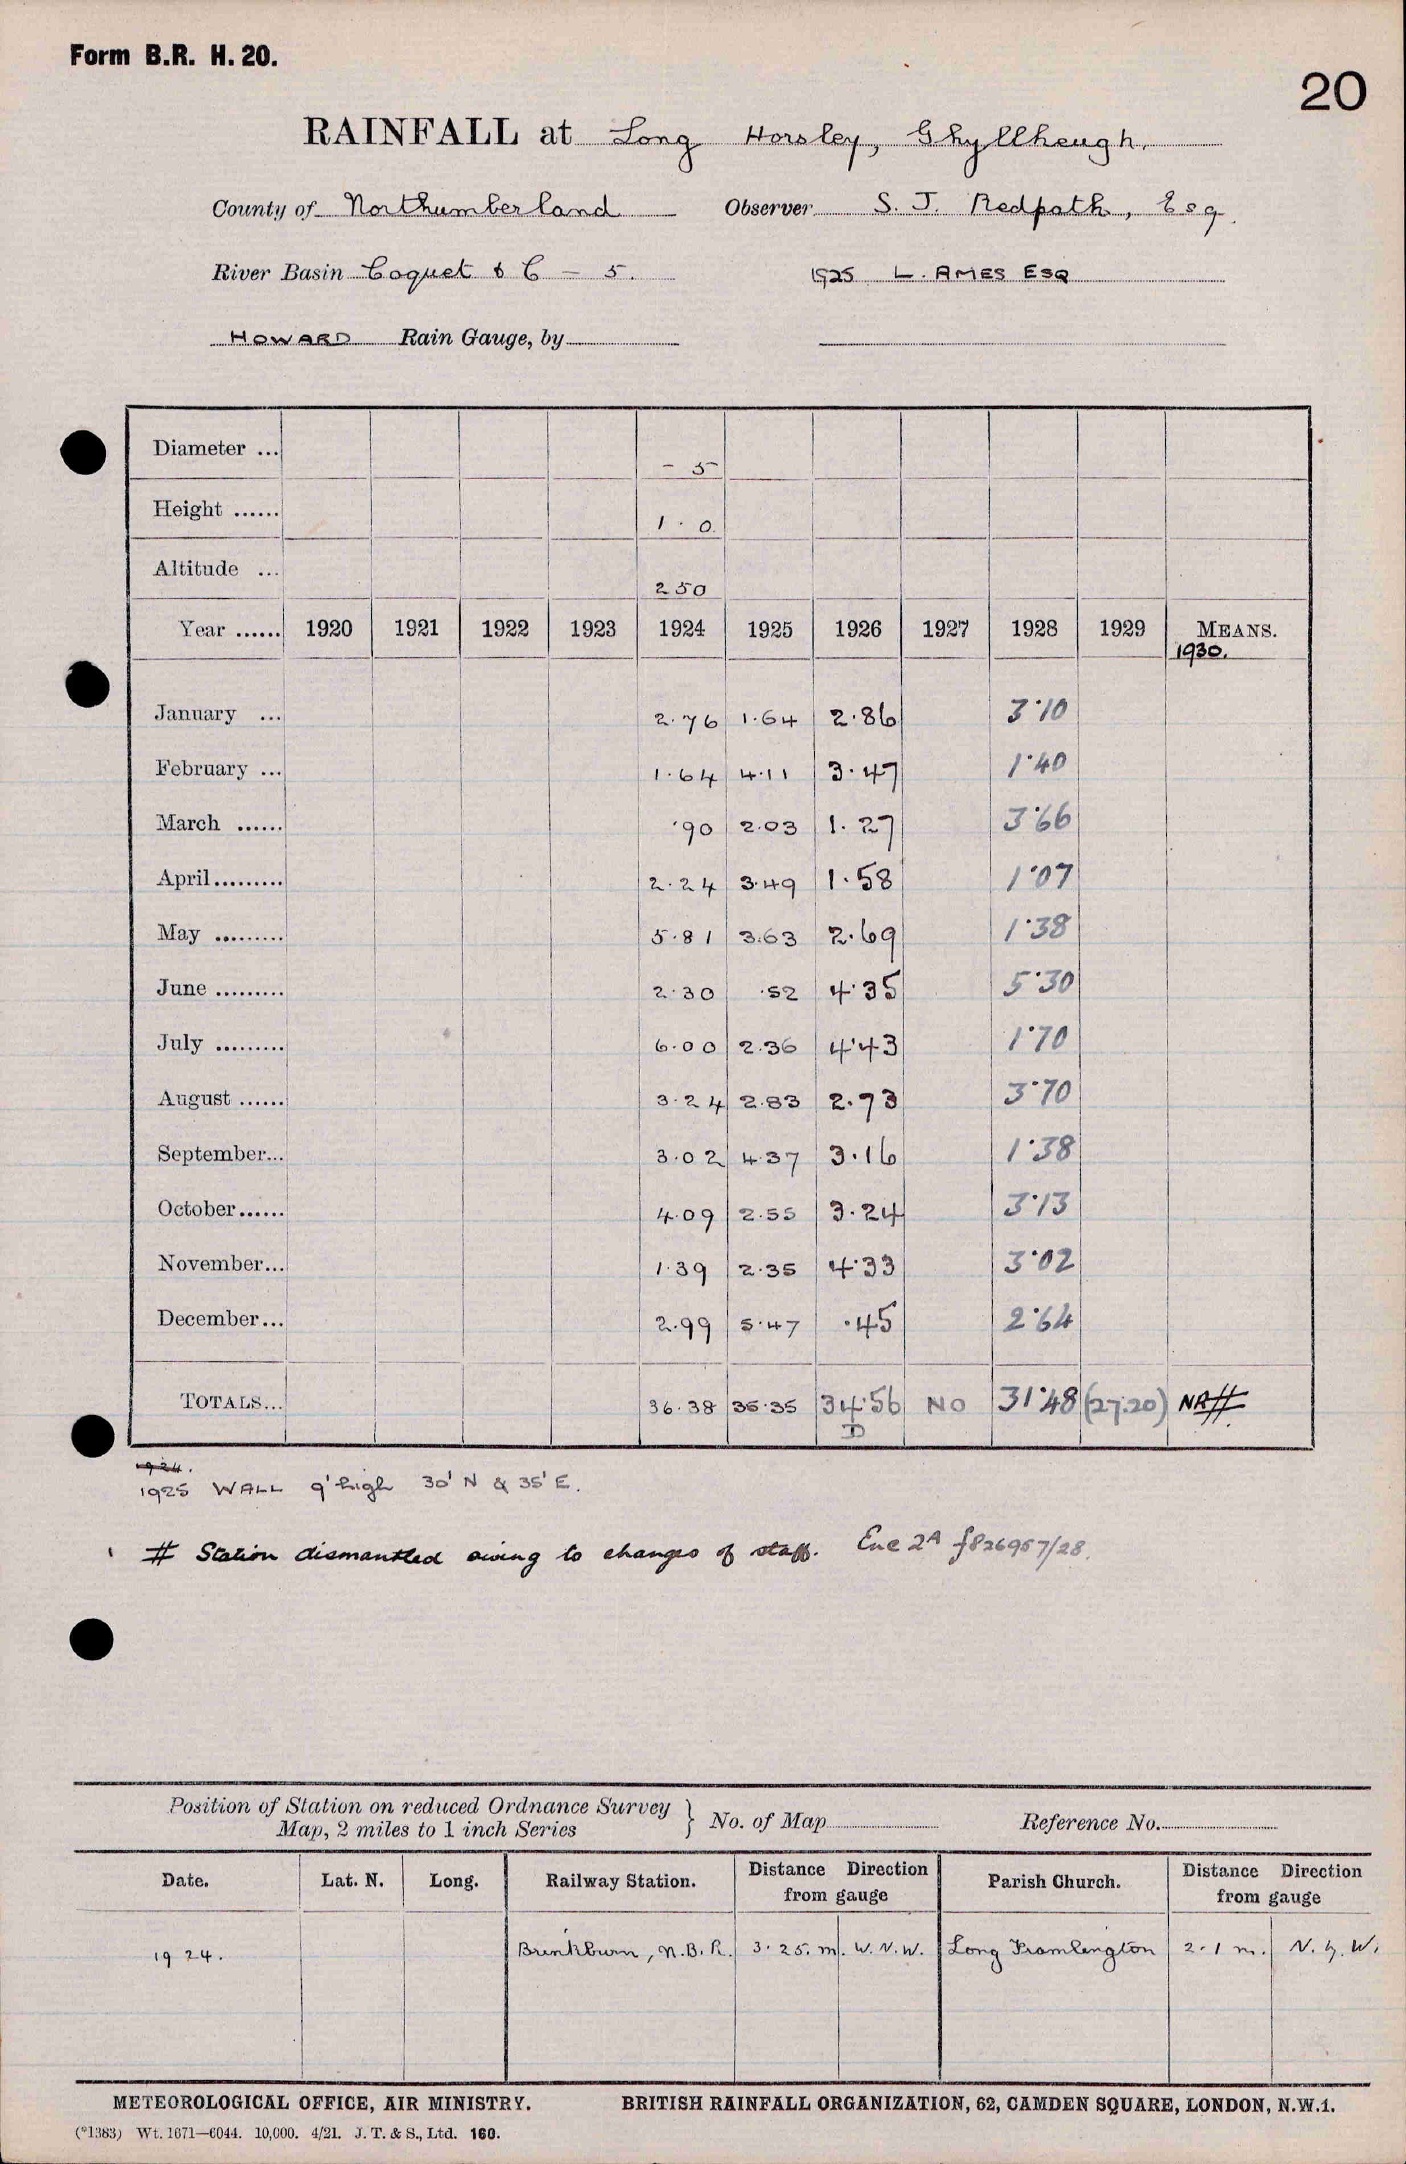 Form B.R. H. 20.
20
RAINFALL at Long Horsley, Ghyllheugh.
County of Northumberland Observer S. J. Redpath, Esq.
River Basin Coquet & C – 5. 1925 L. AMES ESQ
HOWARD Rain Gauge, by
Diameter ... – 5
Height ...... 1 . 0
Altitude ... 250
Year ...... 1920 1921 1922 1923 1924 1925 1926 1927 1928 1929 MEANS.
1930.
January ... 2.76 1.64 2.86 3.10
February ... 1.64 4.11 3.47 1.40
March ...... .90 2.03 1.27 3.66
April......... 2.24 3.49 1.58 1.07
May ......... 5.81 3.63 2.69 1.38
June ......... 2.30 .52 4.35 5.30
July ......... 6.00 2.36 4.43 1.70
August ...... 3.24 2.83 2.73 3.70
September... 3.02 4.37 3.16 1.38
October...... 4.09 2.55 3.24 3.13
November... 1.39 2.35 4.33 3.02
December... 2.99 5.47 .45 2.64
TOTALS... 36.38 35.35 34.56 NO 31.48 (27.20) NR#
D
1924.
1925 WALL 9' high 30' N & 35' E.
# Station dismantled owing to changes of staff. Enc 2A f826957/28.
Position of Station on reduced Ordnance Survey
Map, 2 miles to 1 inch Series } No. of Map Reference No.
Date. Lat. N. Long. Railway Station. Distance Direction from gauge Parish Church. Distance Direction from gauge
1924. Brinkburn, N.B.R. 3.25 m. W.N.W. Long Framlington 2.1 m. N. by W.
METEOROLOGICAL OFFICE, AIR MINISTRY. BRITISH RAINFALL ORGANIZATION, 62, CAMDEN SQUARE, LONDON, N.W.1.
(*1383) Wt. 1671—6044. 10,000. 4/21. J. T. & S., Ltd. 160.